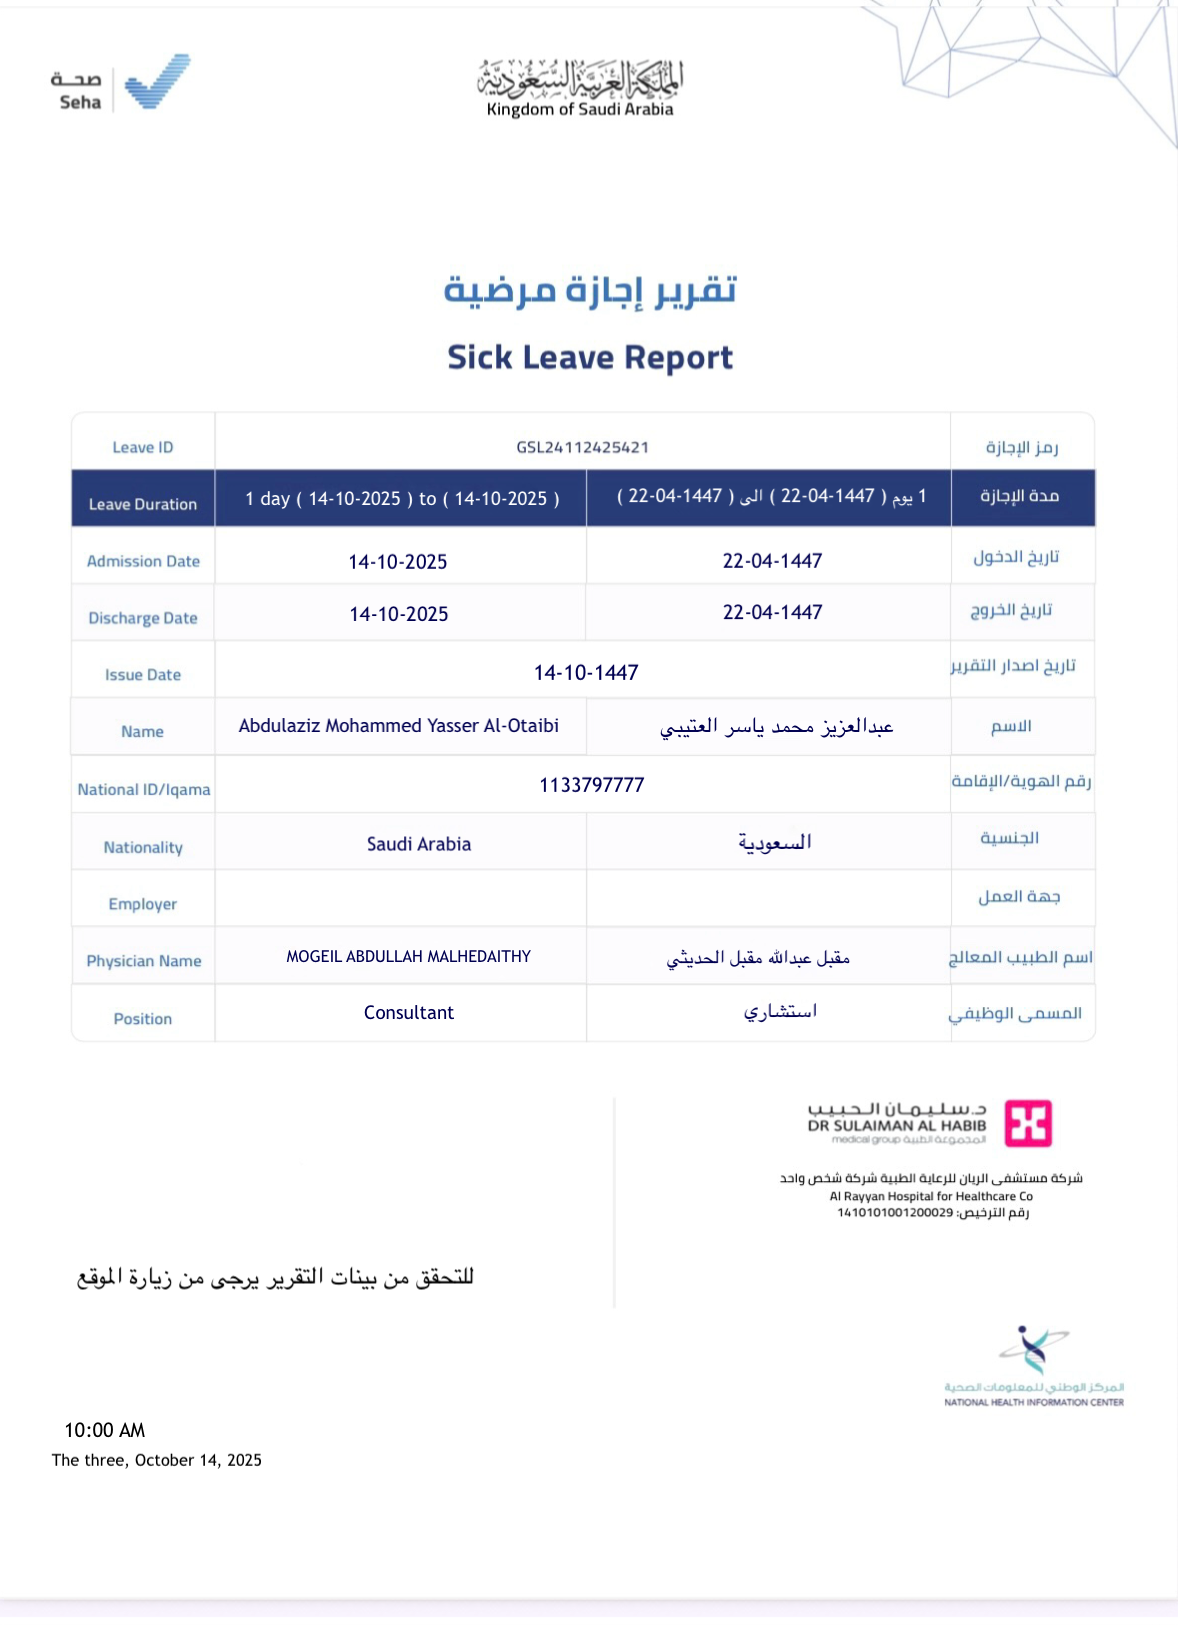 صحة
Seha
المملكة العربية السعودية
Kingdom of Saudi Arabia
تقرير إجازة مرضية
Sick Leave Report
Leave ID GSL24112425421 رمز الإجازة
Leave Duration 1 day ( 14-10-2025 ) to ( 14-10-2025 ) 1 يوم ( 22-04-1447 ) الى ( 22-04-1447 ) مدة الإجازة
Admission Date 14-10-2025 22-04-1447 تاريخ الدخول
Discharge Date 14-10-2025 22-04-1447 تاريخ الخروج
Issue Date 14-10-1447 تاريخ اصدار التقرير
Name Abdulaziz Mohammed Yasser Al-Otaibi عبدالعزيز محمد ياسر العتيبي الاسم
National ID/Iqama 1133797777 رقم الهوية/الإقامة
Nationality Saudi Arabia السعودية الجنسية
Employer جهة العمل
Physician Name MOGEIL ABDULLAH MALHEDAITHY مقبل عبدالله مقبل الحديثي اسم الطبيب المعالج
Position Consultant استشاري المسمى الوظيفي
د.سليمان الحبيب
DR SULAIMAN AL HABIB
medical group المجموعة الطبية
شركة مستشفى الريان للرعاية الطبية شركة شخص واحد
Al Rayyan Hospital for Healthcare Co
رقم الترخيص: 1410101001200029
للتحقق من بينات التقرير يرجى من زيارة الموقع
المركز الوطني للمعلومات الصحية
NATIONAL HEALTH INFORMATION CENTER
10:00 AM
The three, October 14, 2025